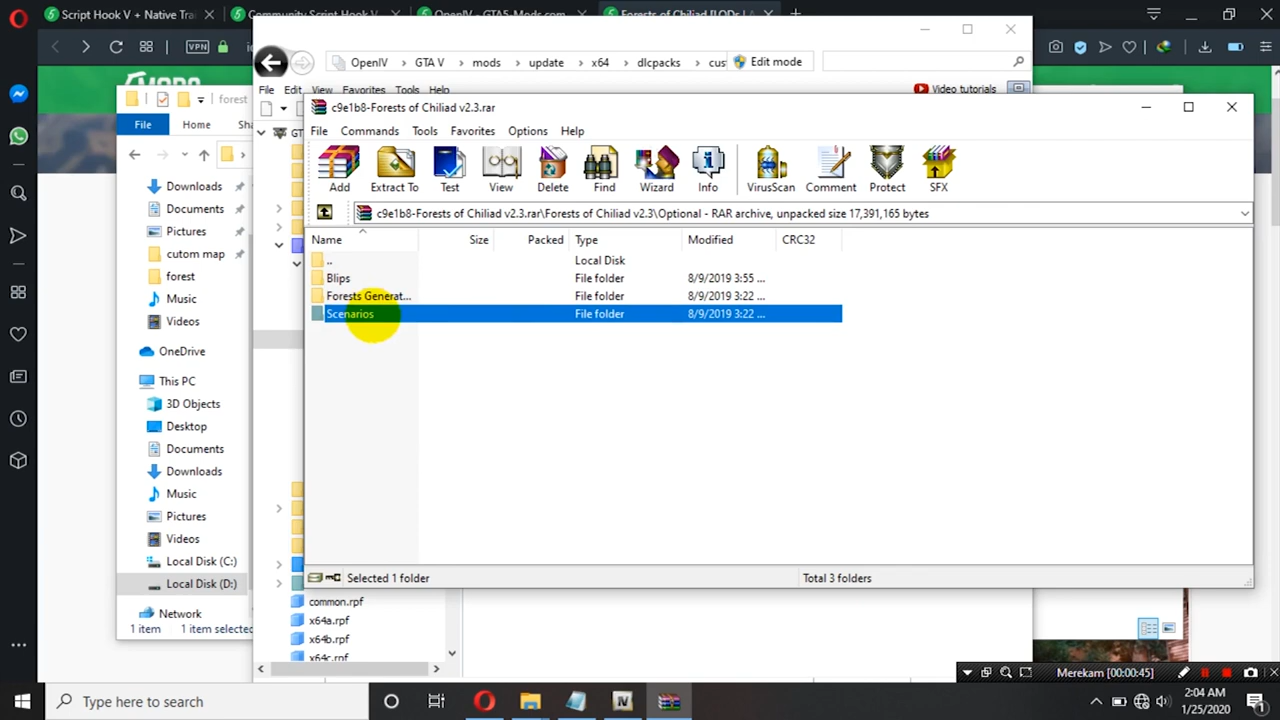 Script Hook V + Native Tra
Community Script Hook V
OpenIV - GTA5-Mods.com
Forests of Chiliad [LODs |
VPN
OpenIV > GTA V > mods > update > x64 > dlcpacks > cus
Edit mode
File Edit View Favorites Tools Help
Video tutorials
forest
File Home Sha
c9e1b8-Forests of Chiliad v2.3.rar
File Commands Tools Favorites Options Help
Add Extract To Test View Delete Find Wizard Info VirusScan Comment Protect SFX
c9e1b8-Forests of Chiliad v2.3.rar\Forests of Chiliad v2.3\Optional - RAR archive, unpacked size 17,391,165 bytes
Name Size Packed Type Modified CRC32
.. Local Disk
Blips File folder 8/9/2019 3:55 ...
Forests Generat... File folder 8/9/2019 3:22 ...
Scenarios File folder 8/9/2019 3:22 ...
Selected 1 folder Total 3 folders
Downloads
Documents
Pictures
cutom map
forest
Music
Videos
OneDrive
This PC
3D Objects
Desktop
Documents
Downloads
Music
Pictures
Videos
Local Disk (C:)
Local Disk (D:)
Network
1 item 1 item selected
GT
common.rpf
x64a.rpf
x64b.rpf
x64c.rpf
Merekam [00:00:45]
Type here to search
2:04 AM
1/25/2020